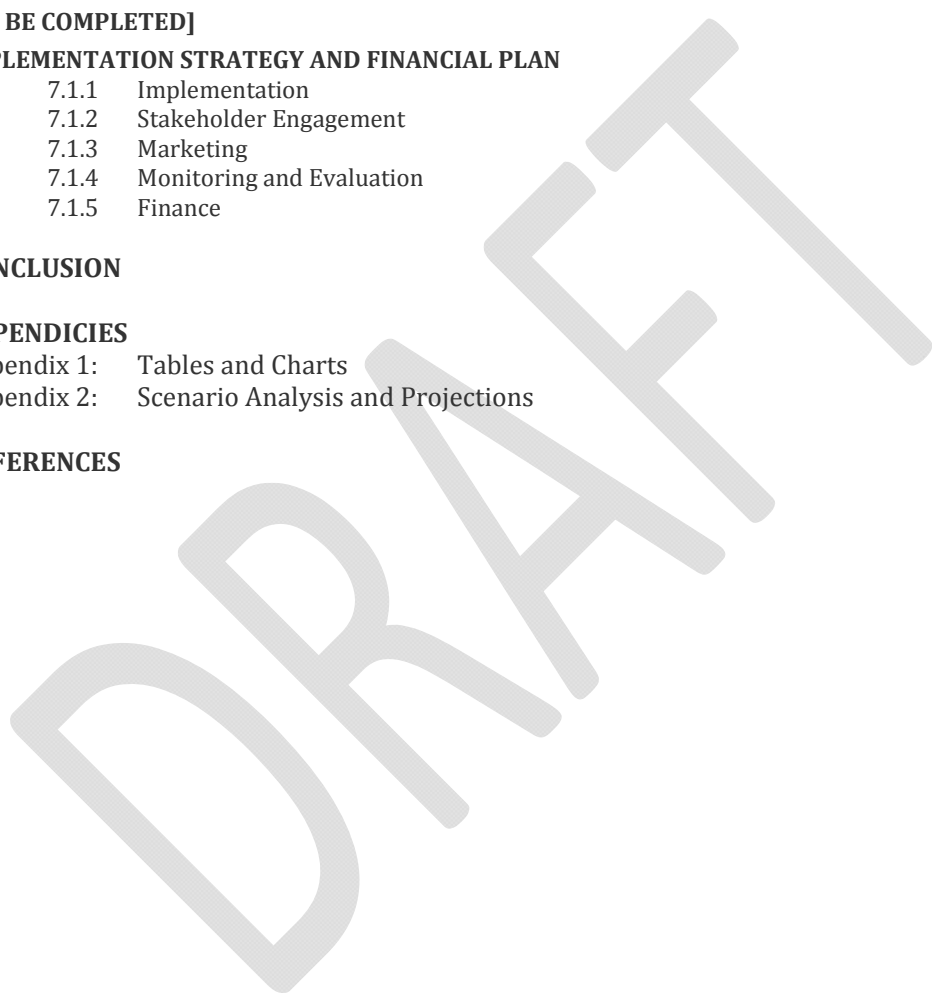 BE COMPLETED]
PLEMENTATION STRATEGY AND FINANCIAL PLAN
7.1.1 Implementation
7.1.2 Stakeholder Engagement
7.1.3 Marketing
7.1.4 Monitoring and Evaluation
7.1.5 Finance
NCLUSION
PENDICIES
endix 1: Tables and Charts
endix 2: Scenario Analysis and Projections
FERENCES
DRAFT